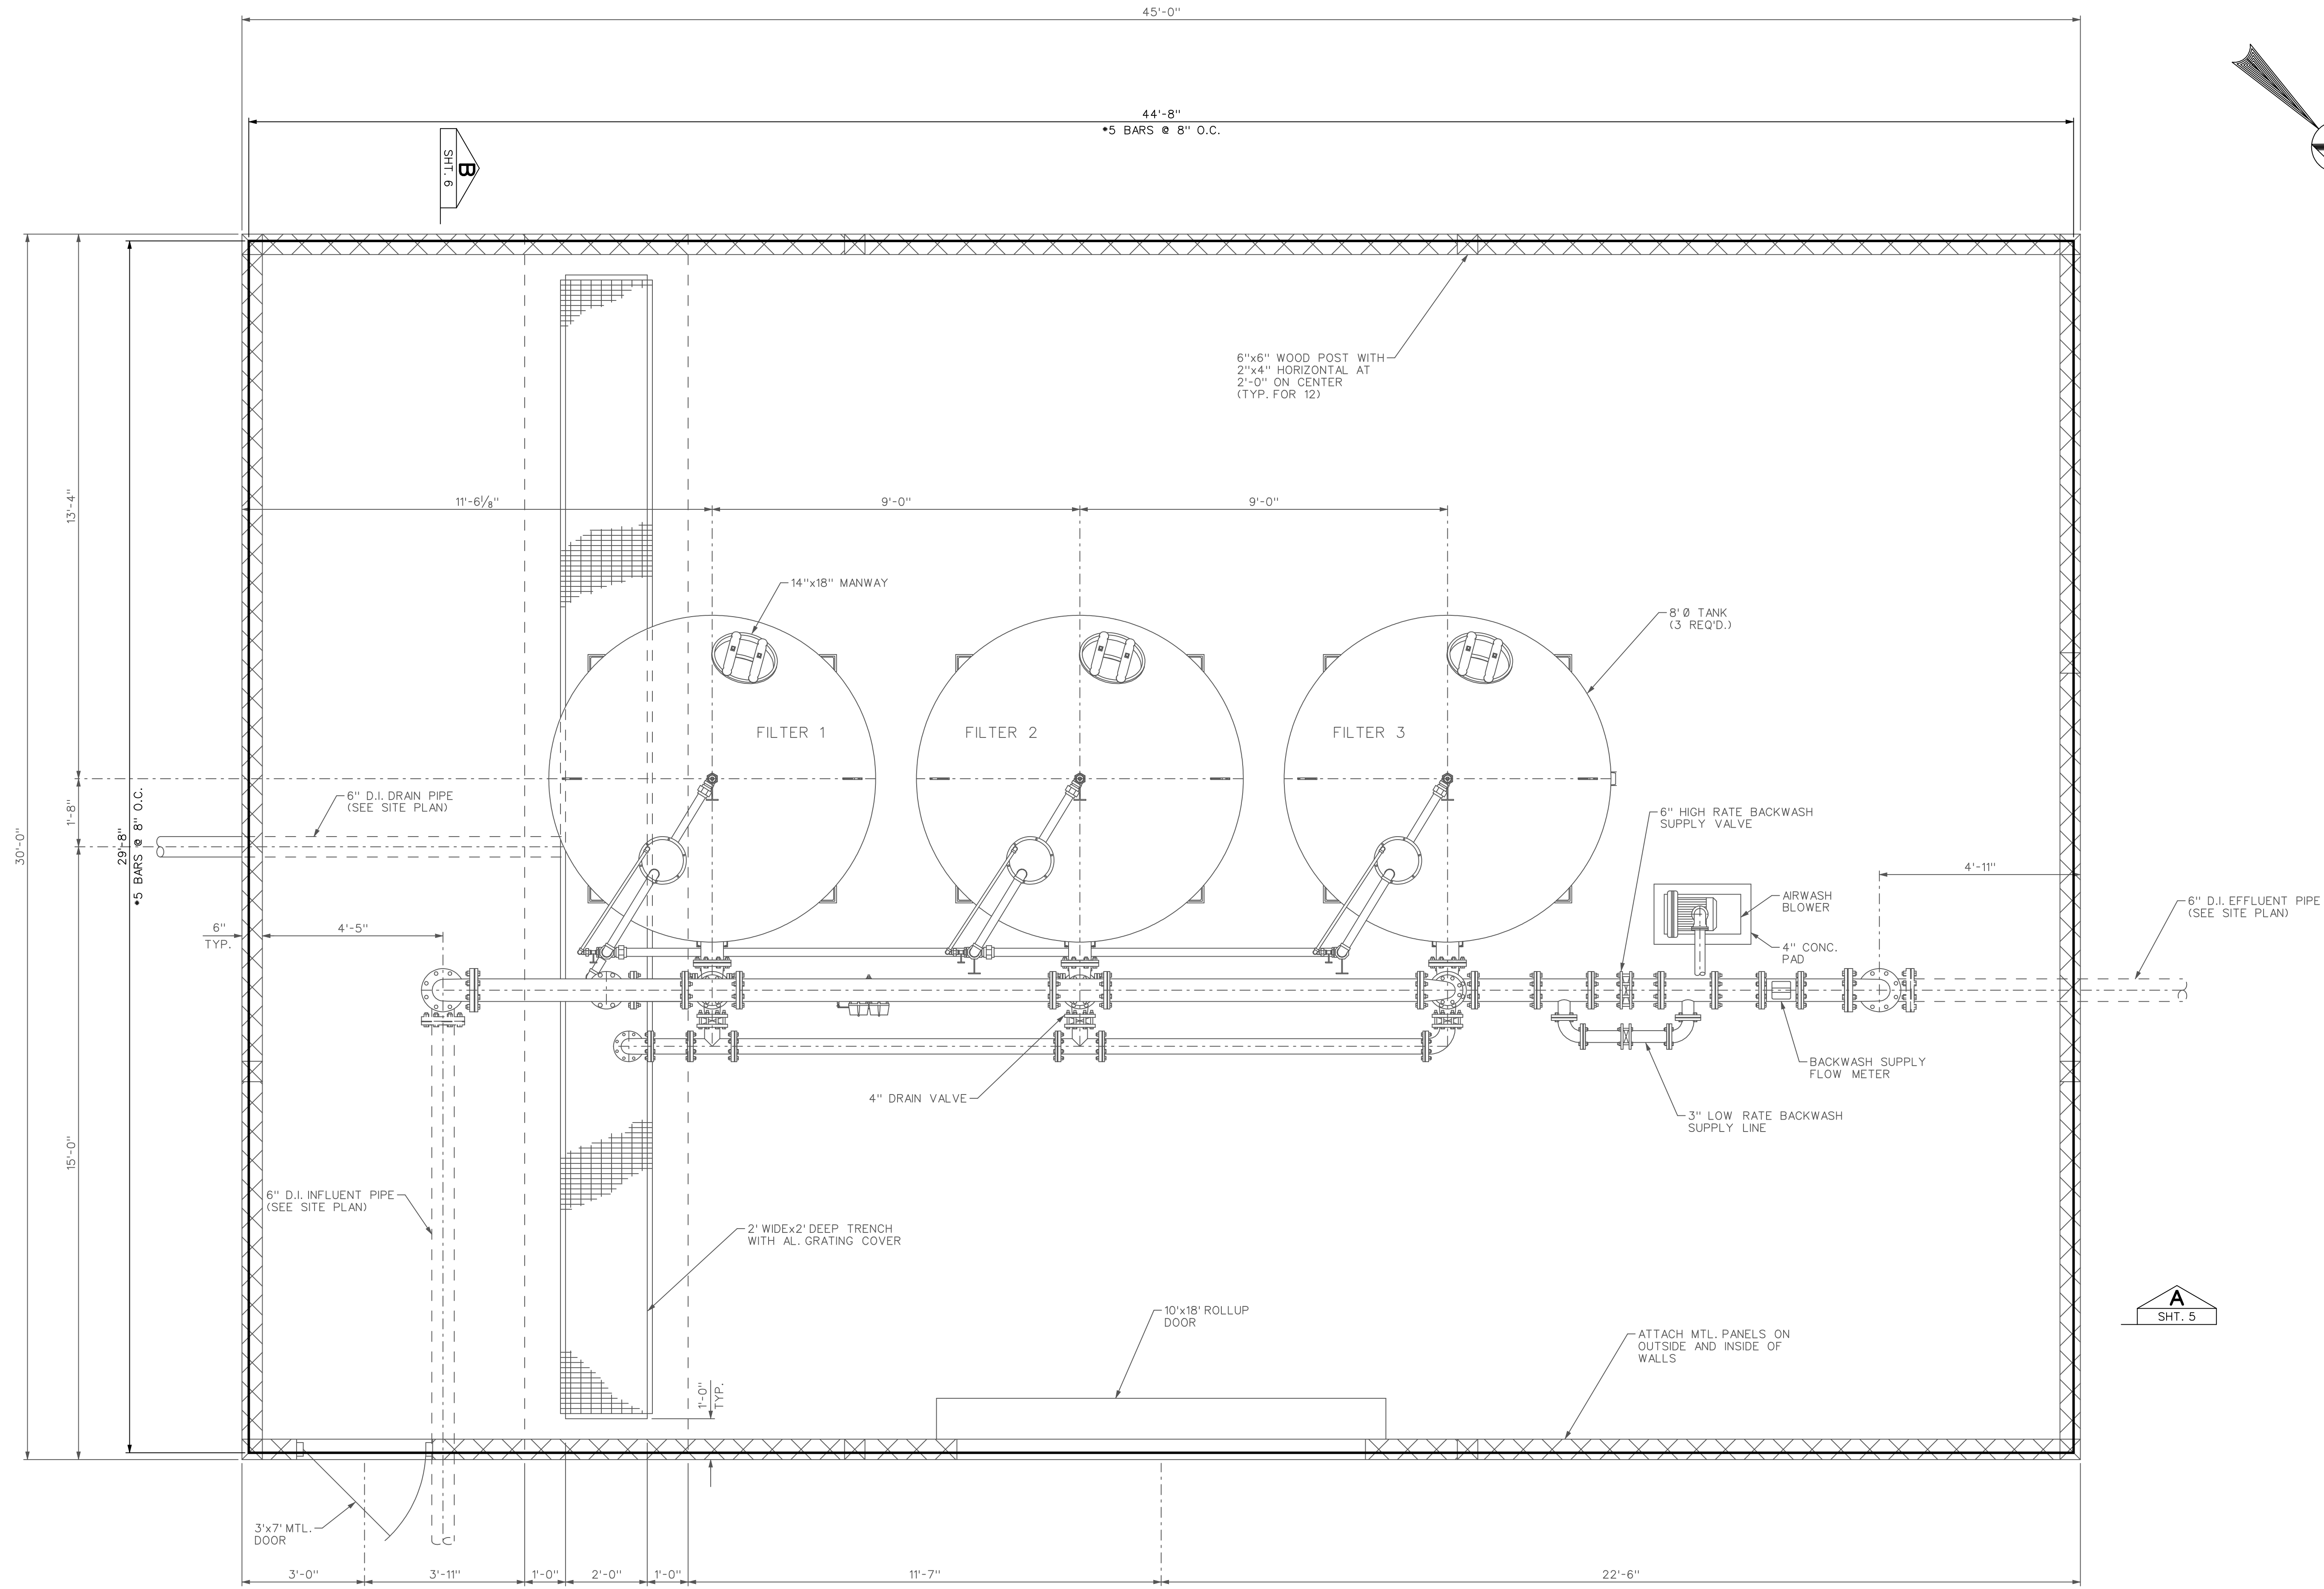 45'-0"
44'-8"
•5 BARS @ 8" O.C.
B
SHT. 6
6"x6" WOOD POST WITH
2"x4" HORIZONTAL AT
2'-0" ON CENTER
(TYP. FOR 12)
13'-4"
11'-6 1/8"
9'-0"
9'-0"
14"x18" MANWAY
8' Ø TANK
(3 REQ'D.)
FILTER 1
FILTER 2
FILTER 3
6" D.I. DRAIN PIPE
(SEE SITE PLAN)
1'-8"
30'-0"
29'-8"
•5 BARS @ 8" O.C.
6" HIGH RATE BACKWASH
SUPPLY VALVE
4'-11"
AIRWASH
BLOWER
6" D.I. EFFLUENT PIPE
(SEE SITE PLAN)
6"
TYP.
4'-5"
4" CONC.
PAD
BACKWASH SUPPLY
FLOW METER
4" DRAIN VALVE
3" LOW RATE BACKWASH
SUPPLY LINE
15'-0"
6" D.I. INFLUENT PIPE
(SEE SITE PLAN)
2' WIDEx2' DEEP TRENCH
WITH AL. GRATING COVER
10'x18' ROLLUP
DOOR
A
SHT. 5
ATTACH MTL. PANELS ON
OUTSIDE AND INSIDE OF
WALLS
1'-0"
TYP.
3'x7' MTL.
DOOR
3'-0"
3'-11"
1'-0"
2'-0"
1'-0"
11'-7"
22'-6"